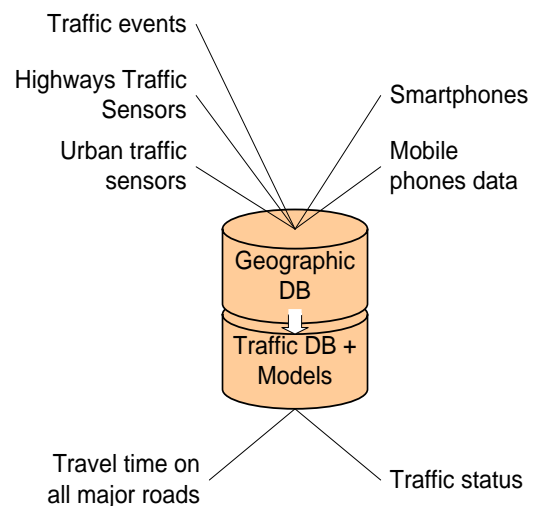 Traffic events
Highways Traffic
Sensors
Urban traffic
sensors
Smartphones
Mobile
phones data
Geographic
DB
Traffic DB +
Models
Travel time on
all major roads
Traffic status